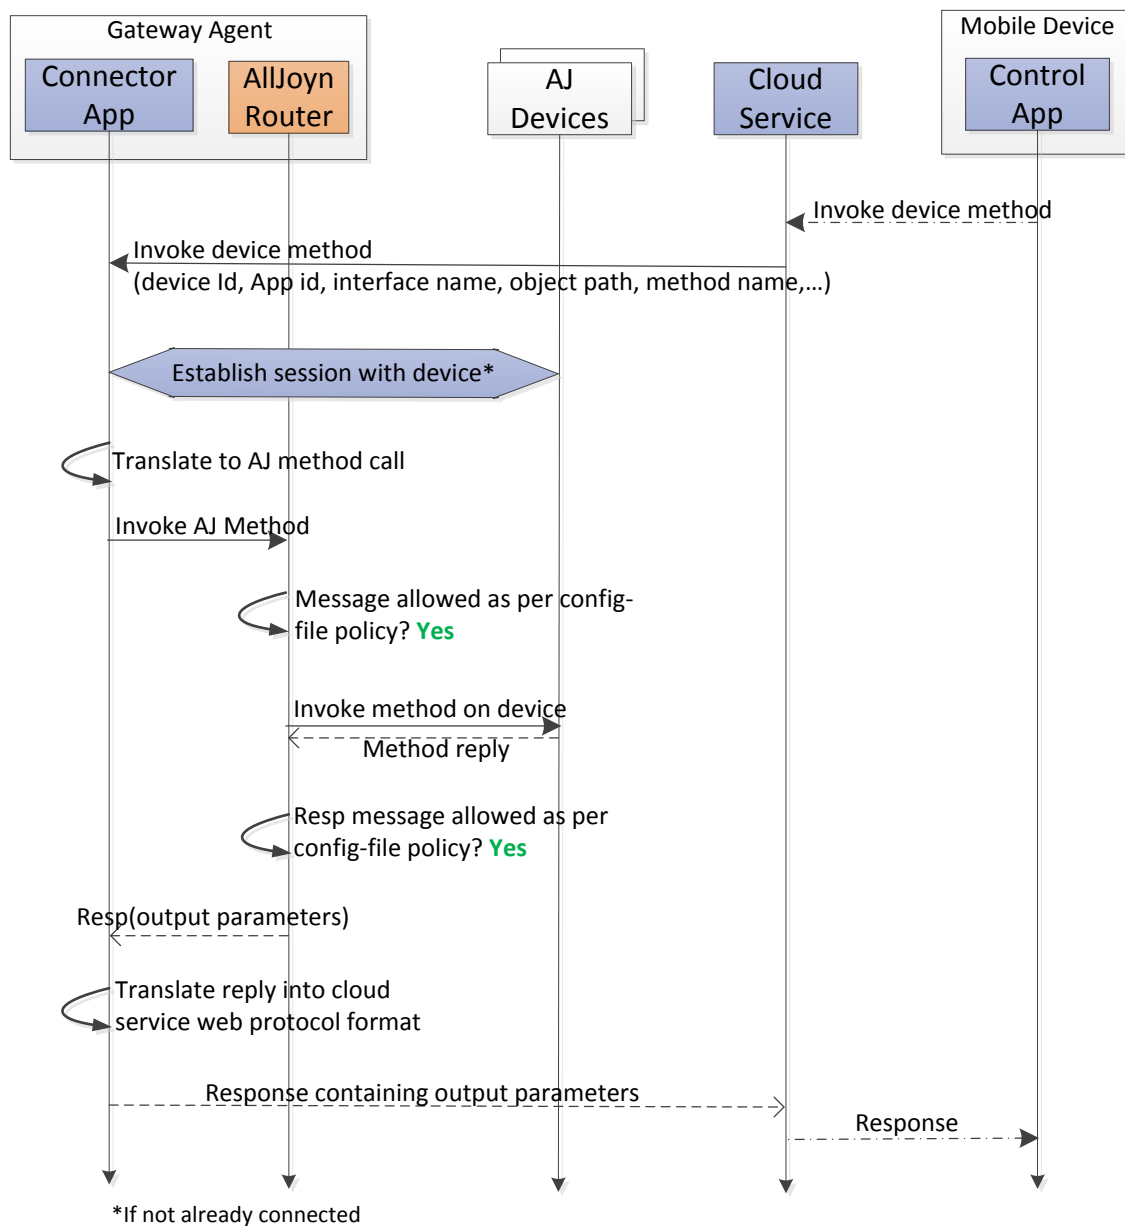 Gateway Agent
Mobile Device
Connector
App
AllJoyn
Router
AJ
Devices
Cloud
Service
Control
App
Invoke device method
Invoke device method
(device Id, App id, interface name, object path, method name,...)
Establish session with device*
Translate to AJ method call
Invoke AJ Method
Message allowed as per config-
file policy? Yes
Invoke method on device
Method reply
Resp message allowed as per
config-file policy? Yes
Resp(output parameters)
Translate reply into cloud
service web protocol format
Response containing output parameters
Response
*If not already connected